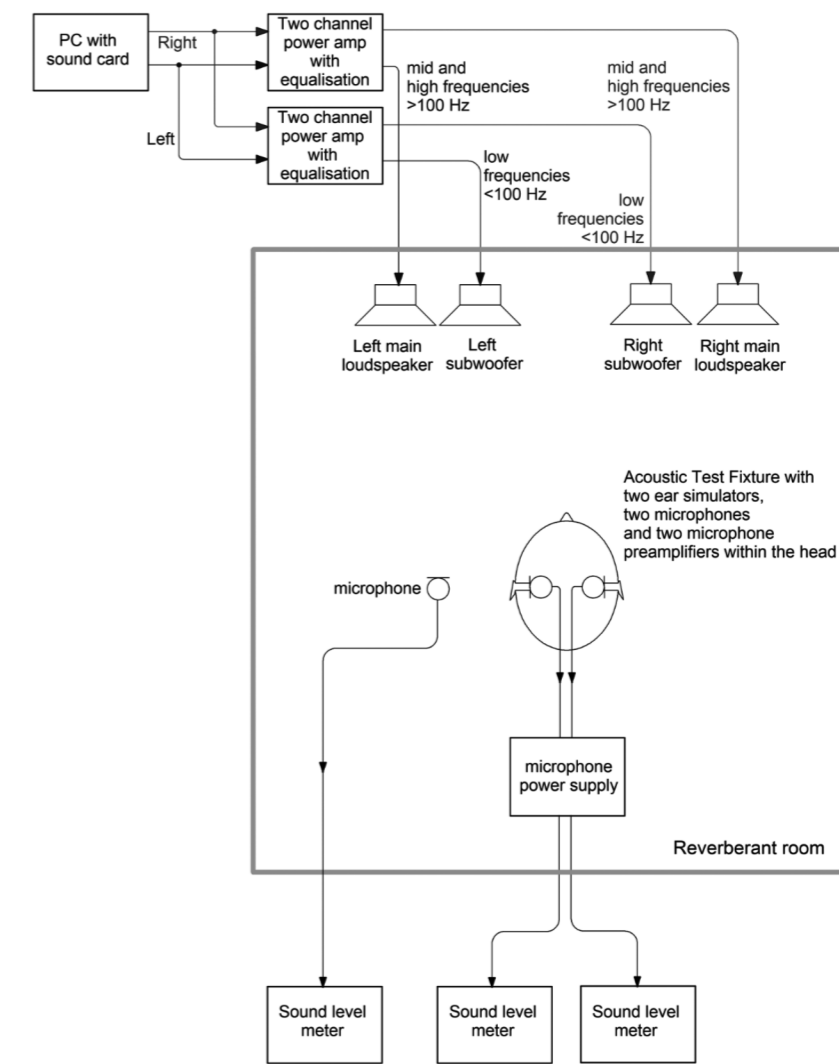 PC with
sound card
Right
Left
Two channel
power amp
with
equalisation
Two channel
power amp
with
equalisation
mid and
high frequencies
>100 Hz
mid and
high frequencies
>100 Hz
low
frequencies
<100 Hz
low
frequencies
<100 Hz
Left main
loudspeaker
Left
subwoofer
Right
subwoofer
Right main
loudspeaker
Acoustic Test Fixture with
two ear simulators,
two microphones
and two microphone
preamplifiers within the head
microphone
microphone
power supply
Reverberant room
Sound level
meter
Sound level
meter
Sound level
meter